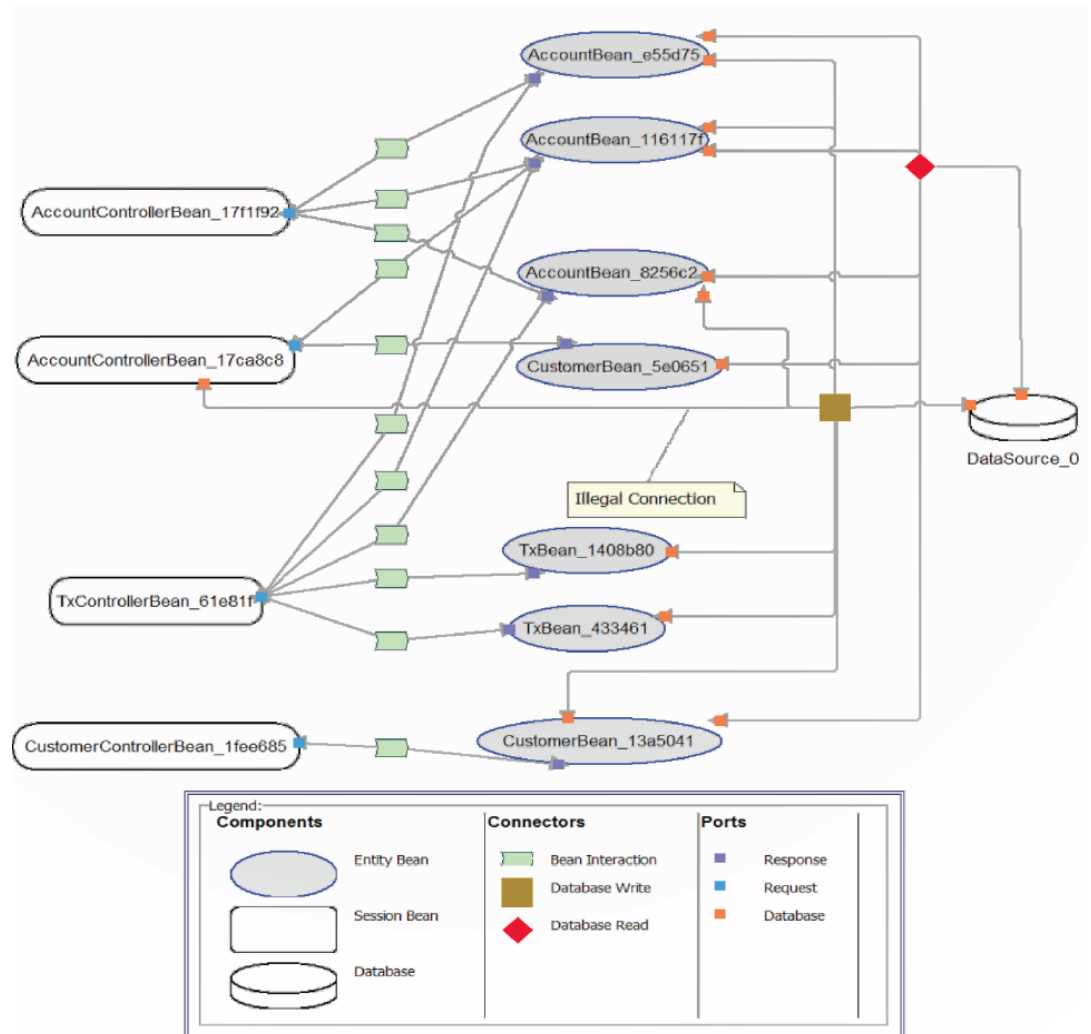 AccountBean_e55d75
AccountBean_116117f
AccountControllerBean_17f1f92
AccountBean_8256c2
AccountControllerBean_17ca8c8
CustomerBean_5e0651
DataSource_0
Illegal Connection
TxBean_1408b80
TxControllerBean_61e81f
TxBean_433461
CustomerControllerBean_1fee685
CustomerBean_13a5041
Legend:
Components
Entity Bean
Session Bean
Database
Connectors
Bean Interaction
Database Write
Database Read
Ports
Response
Request
Database